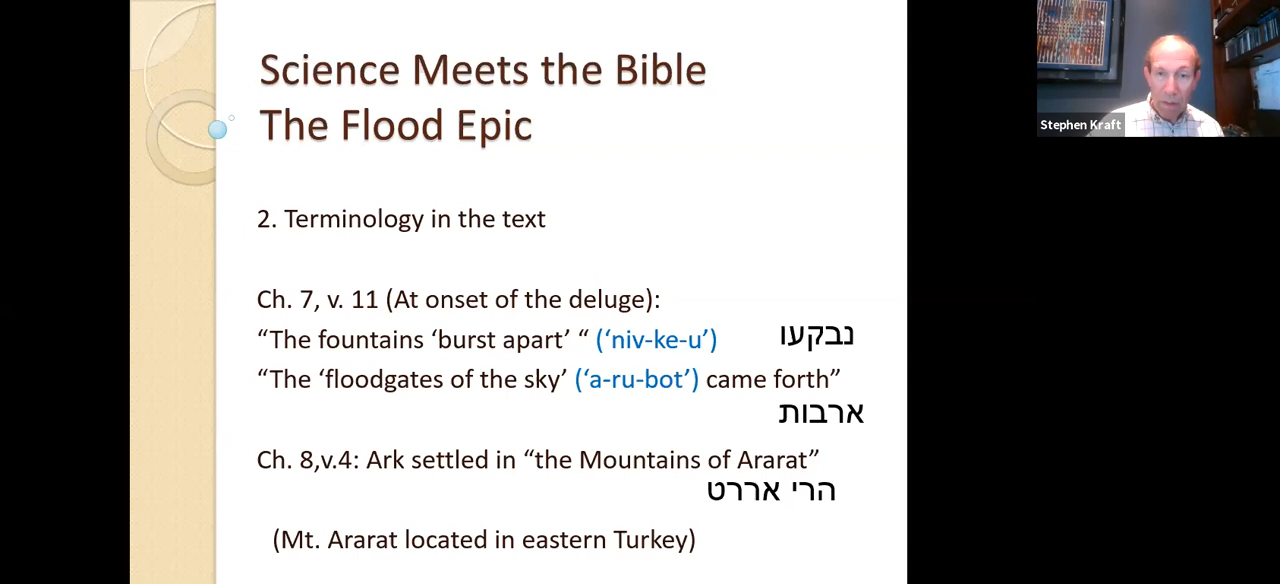 Science Meets the Bible
The Flood Epic
Stephen Kraft
2. Terminology in the text
Ch. 7, v. 11 (At onset of the deluge):
“The fountains ‘burst apart’ “ (‘niv-ke-u’) נבקעו
“The ‘floodgates of the sky’ (‘a-ru-bot’) came forth”
ארבות
Ch. 8,v.4: Ark settled in “the Mountains of Ararat”
הרי אררט
(Mt. Ararat located in eastern Turkey)